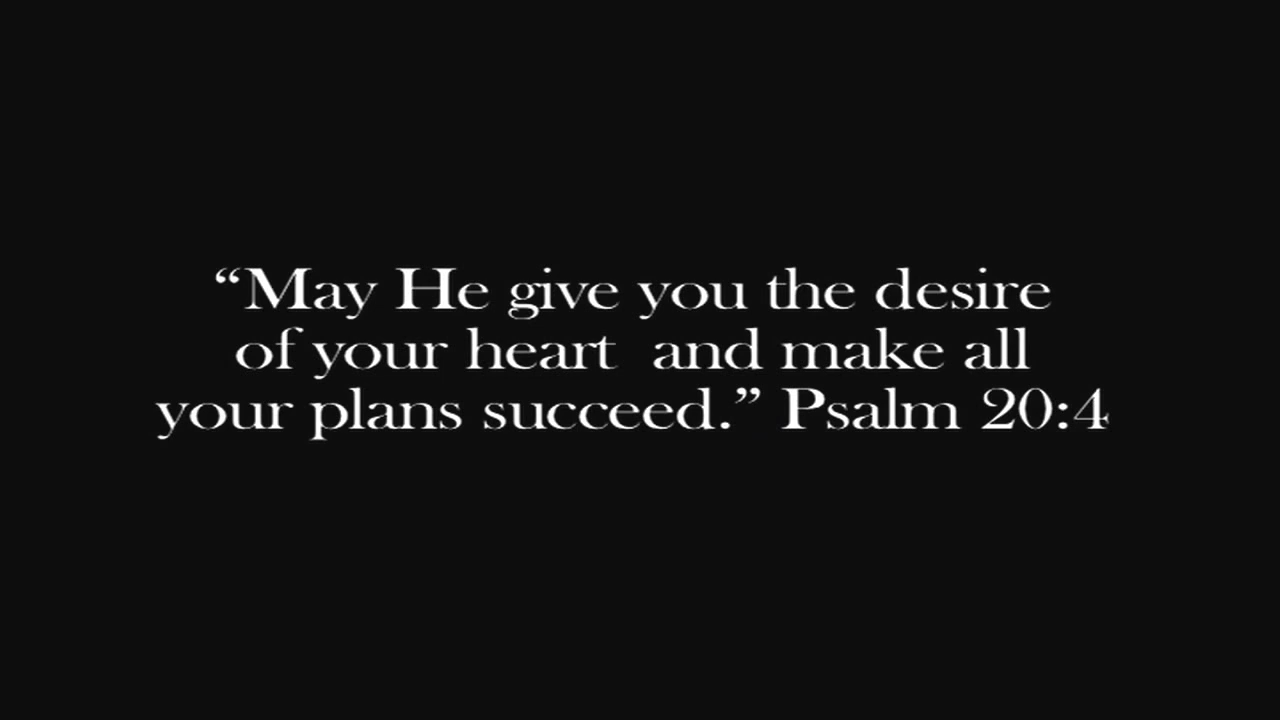 “May He give you the desire
of your heart  and make all
your plans succeed.” Psalm 20:4